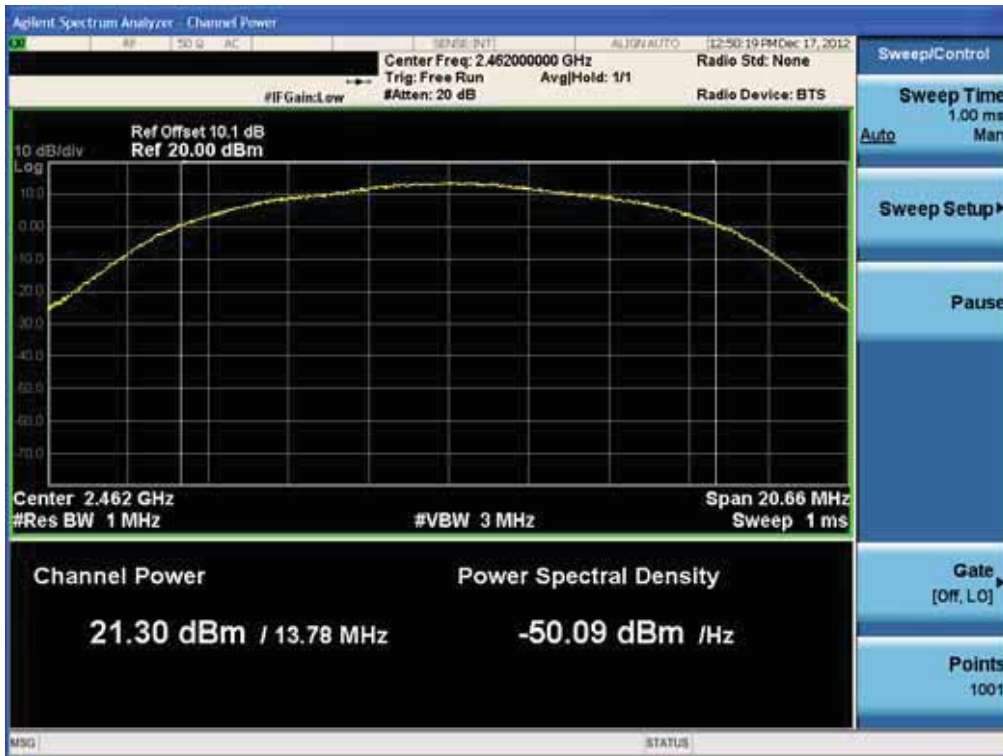 Agilent Spectrum Analyzer - Channel Power
RF 50 Ω AC SENSE:INT ALIGN AUTO 12:50:19 PM Dec 17, 2012
Center Freq: 2.462000000 GHz Radio Std: None
Trig: Free Run Avg|Hold: 1/1
#IFGain:Low #Atten: 20 dB Radio Device: BTS
Ref Offset 10.1 dB
10 dB/div Ref 20.00 dBm
Log
10.0
0.00
-10.0
-20.0
-30.0
-40.0
-50.0
-60.0
-70.0
Center 2.462 GHz Span 20.66 MHz
#Res BW 1 MHz #VBW 3 MHz Sweep 1 ms
Channel Power Power Spectral Density
21.30 dBm / 13.78 MHz -50.09 dBm /Hz
MSG STATUS
Sweep/Control
Sweep Time
1.00 ms
Auto Man
Sweep Setup
Pause
Gate
[Off, LO]
Points
1001